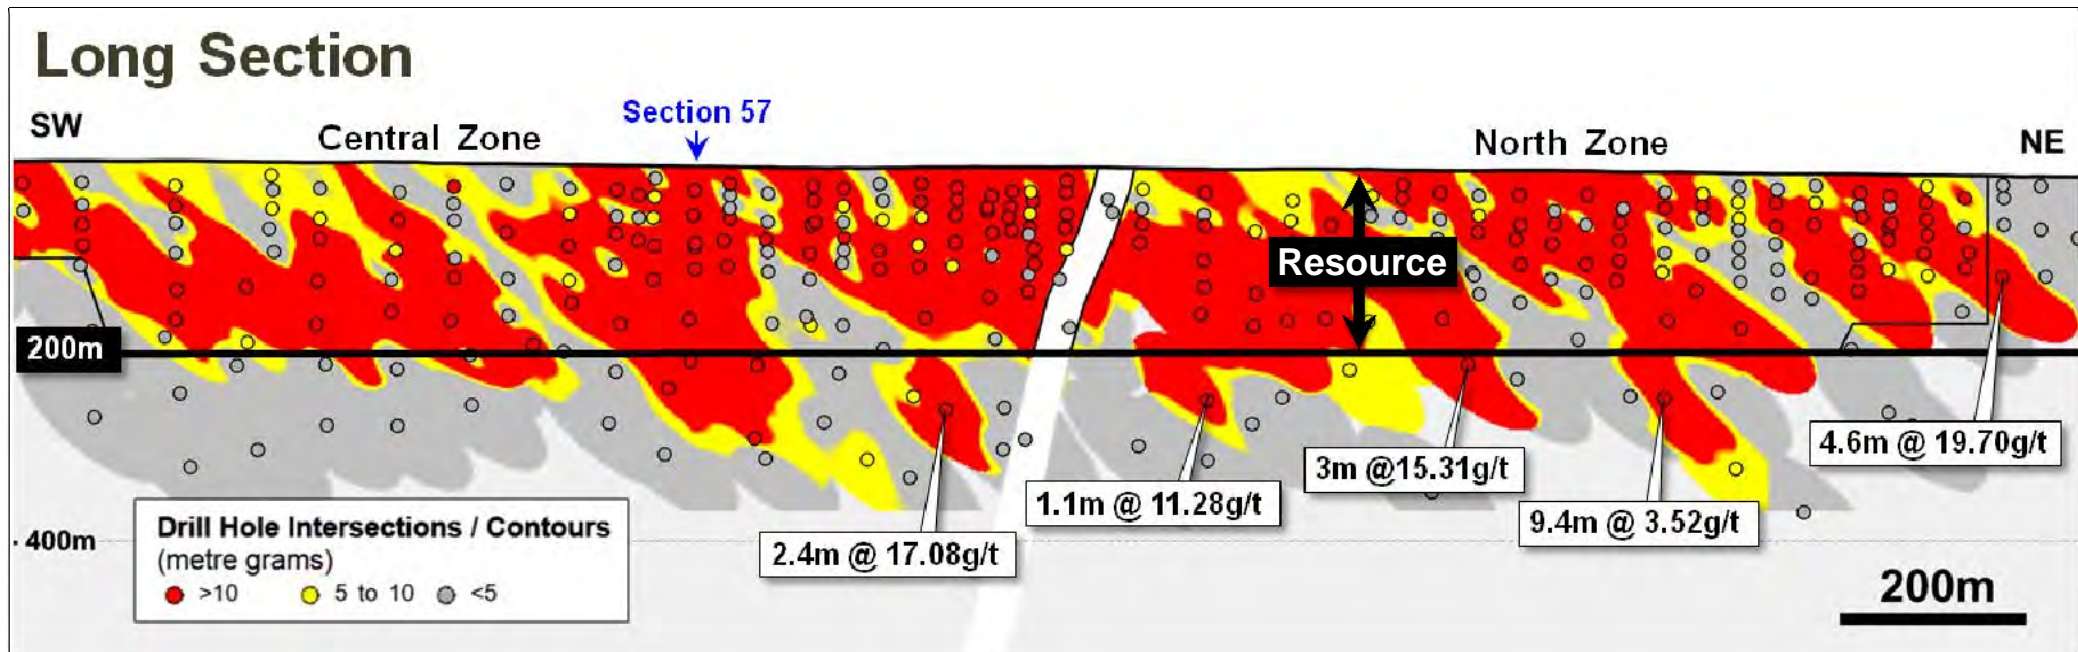 Long Section
Section 57
SW
Central Zone
North Zone
NE
Resource
200m
4.6m @ 19.70g/t
3m @15.31g/t
1.1m @ 11.28g/t
9.4m @ 3.52g/t
2.4m @ 17.08g/t
400m
Drill Hole Intersections / Contours
(metre grams)
>10 5 to 10 <5
200m